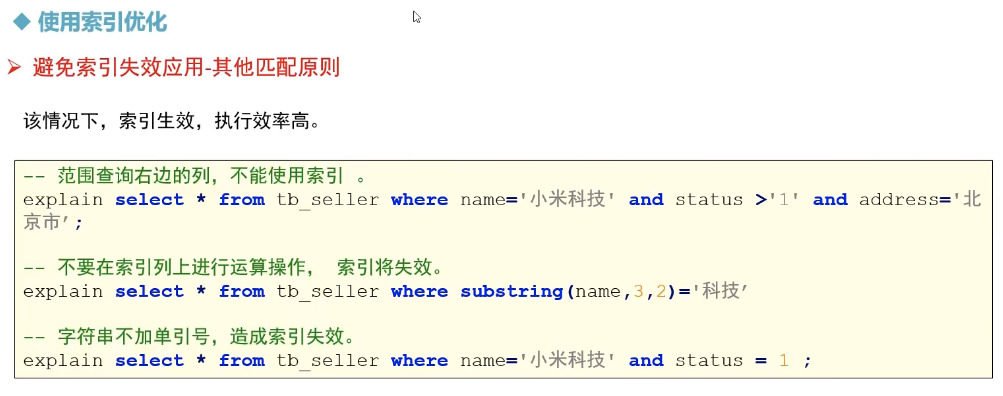 ◆ 使用索引优化
➢ 避免索引失效应用-其他匹配原则
该情况下，索引生效，执行效率高。
-- 范围查询右边的列，不能使用索引 。
explain select * from tb_seller where name='小米科技' and status >'1' and address='北
京市’;
-- 不要在索引列上进行运算操作， 索引将失效。
explain select * from tb_seller where substring(name,3,2)='科技’
-- 字符串不加单引号，造成索引失效。
explain select * from tb_seller where name='小米科技' and status = 1 ;